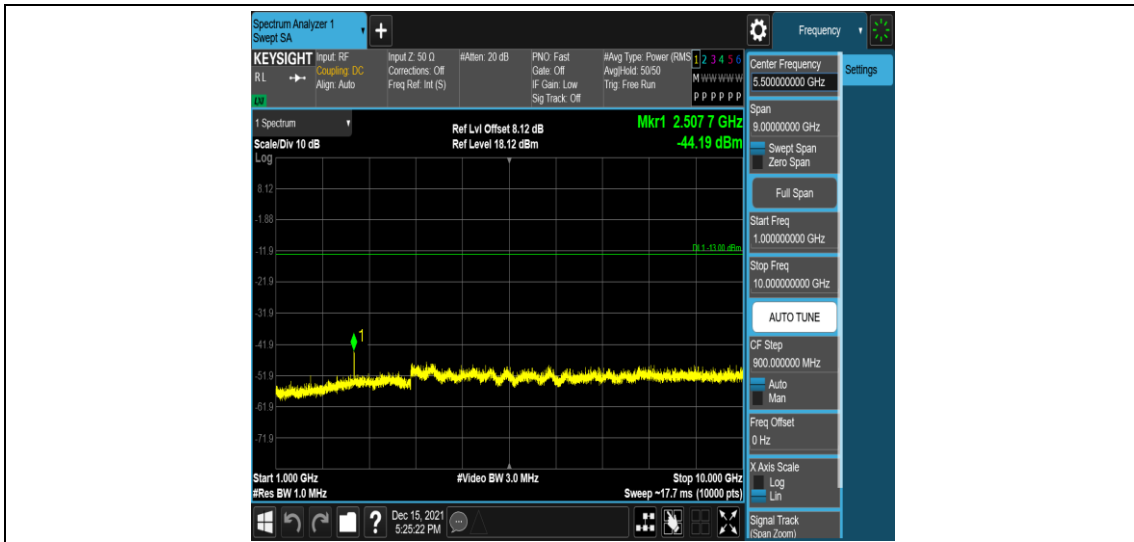 Spectrum Analyzer 1
Swept SA
+
Frequency
KEYSIGHT
RL
LXI
Input: RF
Coupling: DC
Align: Auto
Input Z: 50 Ω
Corrections: Off
Freq Ref: Int (S)
#Atten: 20 dB
PNO: Fast
Gate: Off
IF Gain: Low
Sig Track: Off
#Avg Type: Power (RMS
Avg|Hold: 50/50
Trig: Free Run
1 2 3 4 5 6
M W W W W W
P P P P P P
1 Spectrum
Scale/Div 10 dB
Log
Ref Lvl Offset 8.12 dB
Ref Level 18.12 dBm
Mkr1 2.507 7 GHz
-44.19 dBm
8.12
-1.88
-11.9
DL1 -13.00 dBm
-21.9
-31.9
1
-41.9
-51.9
-61.9
-71.9
Start 1.000 GHz
#Res BW 1.0 MHz
#Video BW 3.0 MHz
Stop 10.000 GHz
Sweep ~17.7 ms (10000 pts)
?
Dec 15, 2021
5:25:22 PM
Center Frequency
5.500000000 GHz
Settings
Span
9.00000000 GHz
Swept Span
Zero Span
Full Span
Start Freq
1.000000000 GHz
Stop Freq
10.000000000 GHz
AUTO TUNE
CF Step
900.000000 MHz
Auto
Man
Freq Offset
0 Hz
X Axis Scale
Log
Lin
Signal Track
(Span Zoom)